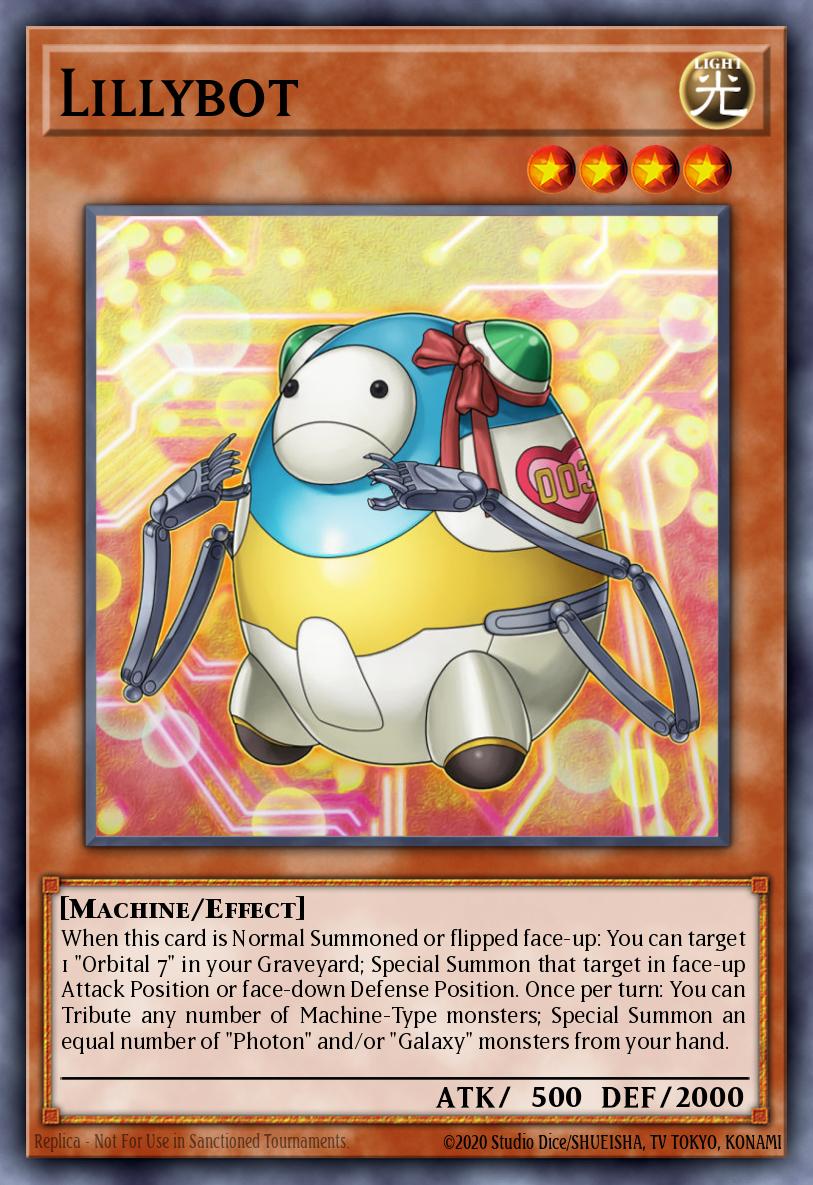 Lillybot
LIGHT
光
003
[Machine/Effect]
When this card is Normal Summoned or flipped face-up: You can target
1 "Orbital 7" in your Graveyard; Special Summon that target in face-up
Attack Position or face-down Defense Position. Once per turn: You can
Tribute any number of Machine-Type monsters; Special Summon an
equal number of "Photon" and/or "Galaxy" monsters from your hand.
ATK/ 500 DEF/2000
Replica - Not For Use in Sanctioned Tournaments.
©2020 Studio Dice/SHUEISHA, TV TOKYO, KONAMI